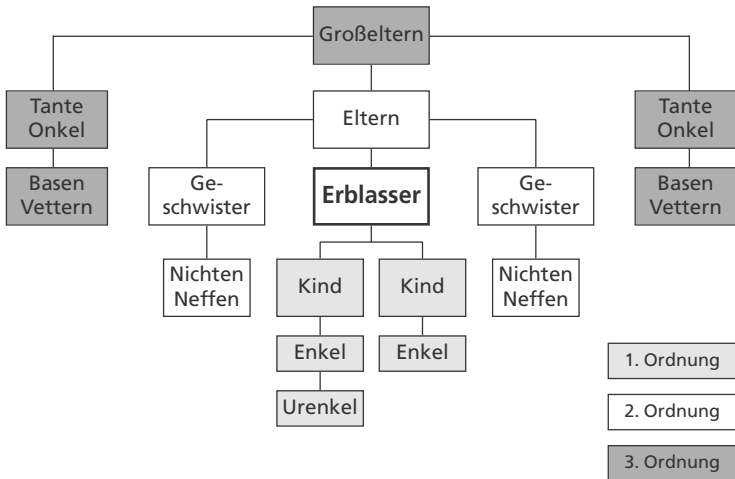 Großeltern
Tante
Onkel
Eltern
Tante
Onkel
Basen
Vettern
Ge-
schwister
Erblasser
Ge-
schwister
Basen
Vettern
Nichten
Neffen
Kind
Kind
Nichten
Neffen
Enkel
Enkel
Urenkel
1. Ordnung
2. Ordnung
3. Ordnung